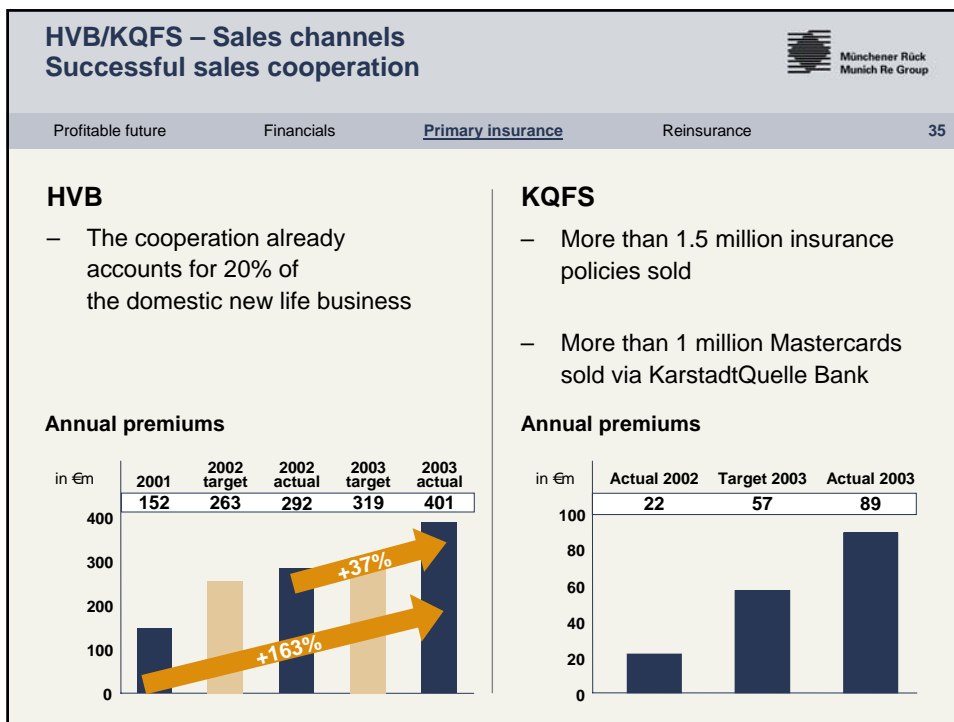 HVB/KQFS – Sales channels
Successful sales cooperation
Münchener Rück
Munich Re Group
Profitable future Financials Primary insurance Reinsurance 35
HVB
– The cooperation already
accounts for 20% of
the domestic new life business
Annual premiums
in €m 2001 2002 target 2002 actual 2003 target 2003 actual
152 263 292 319 401
400
300
200
100
0
+37%
+163%
KQFS
– More than 1.5 million insurance
policies sold
– More than 1 million Mastercards
sold via KarstadtQuelle Bank
Annual premiums
in €m Actual 2002 Target 2003 Actual 2003
22 57 89
100
80
60
40
20
0